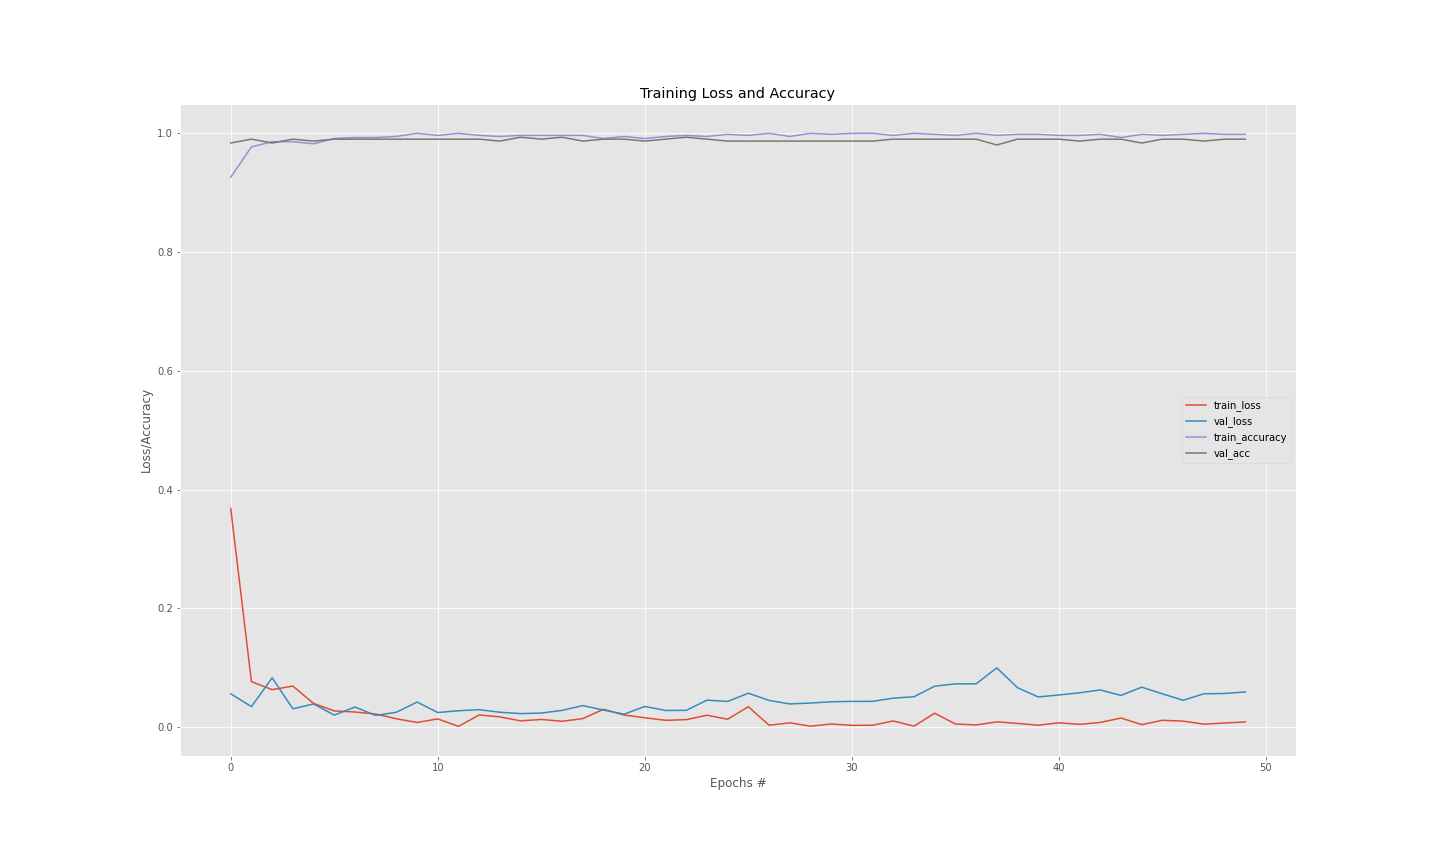 Training Loss and Accuracy
1.0
0.8
0.6
0.4
0.2
0.0
Loss/Accuracy
train_loss
val_loss
train_accuracy
val_acc
0 10 20 30 40 50
Epochs #